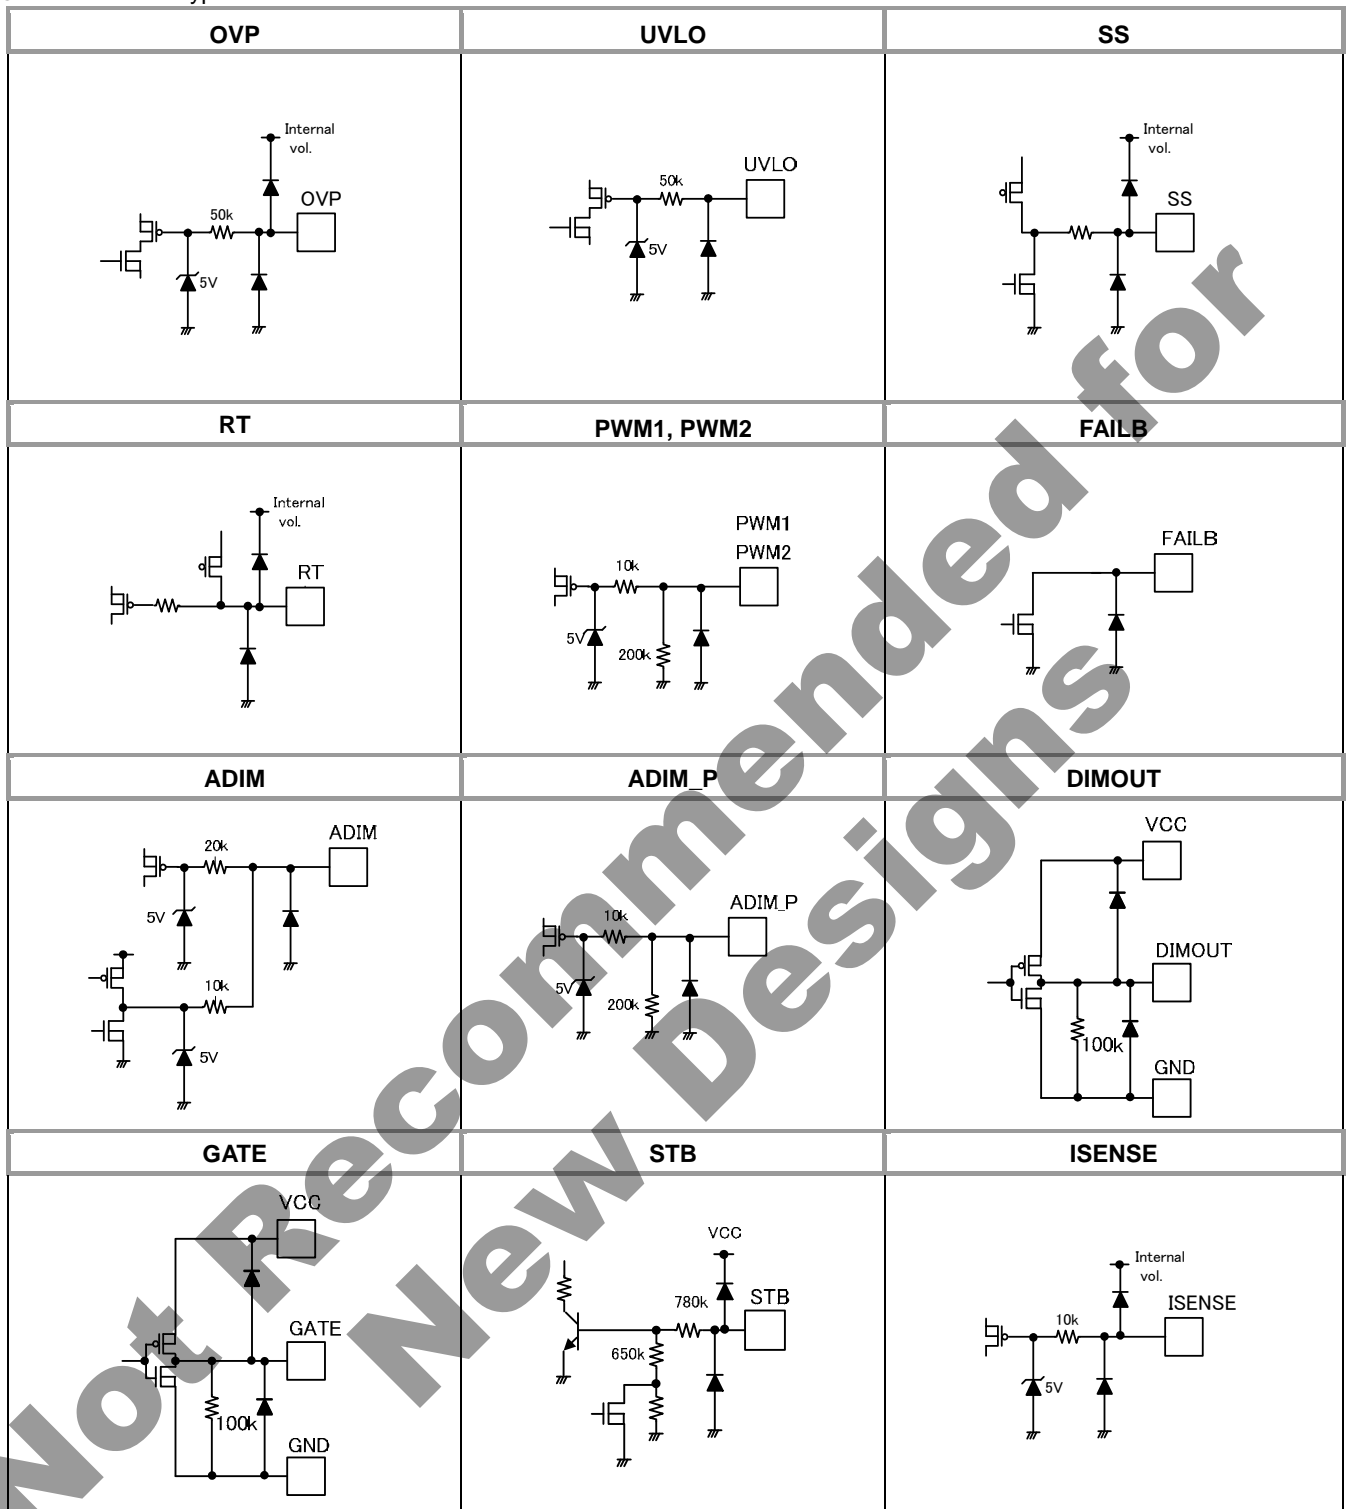 OVP UVLO SS
Internal
vol.
OVP
50k
5V
UVLO
50k
5V
Internal
vol.
SS
RT PWM1, PWM2 FAILB
Internal
vol.
RT
PWM1
PWM2
10k
5V
200k
FAILB
ADIM ADIM_P DIMOUT
ADIM
20k
5V
10k
5V
ADIM_P
10k
5V
200k
VCC
DIMOUT
100k
GND
GATE STB ISENSE
VCC
GATE
100k
GND
VCC
STB
780k
650k
Internal
vol.
ISENSE
10k
5V
Not Recommended for
New Designs